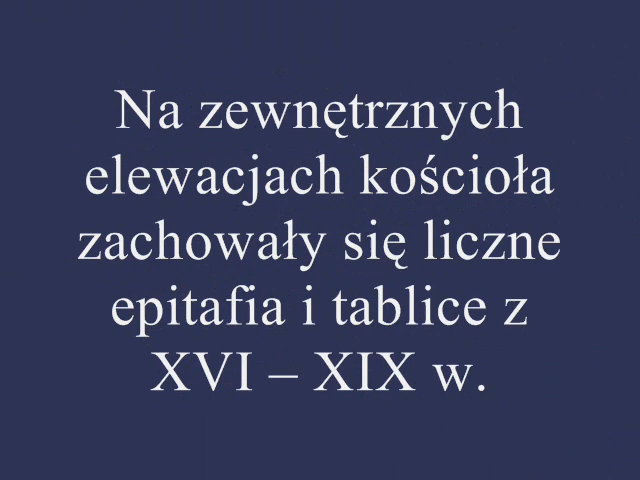 Na zewnętrznych
elewacjach kościoła
zachowały się liczne
epitafia i tablice z
XVI – XIX w.